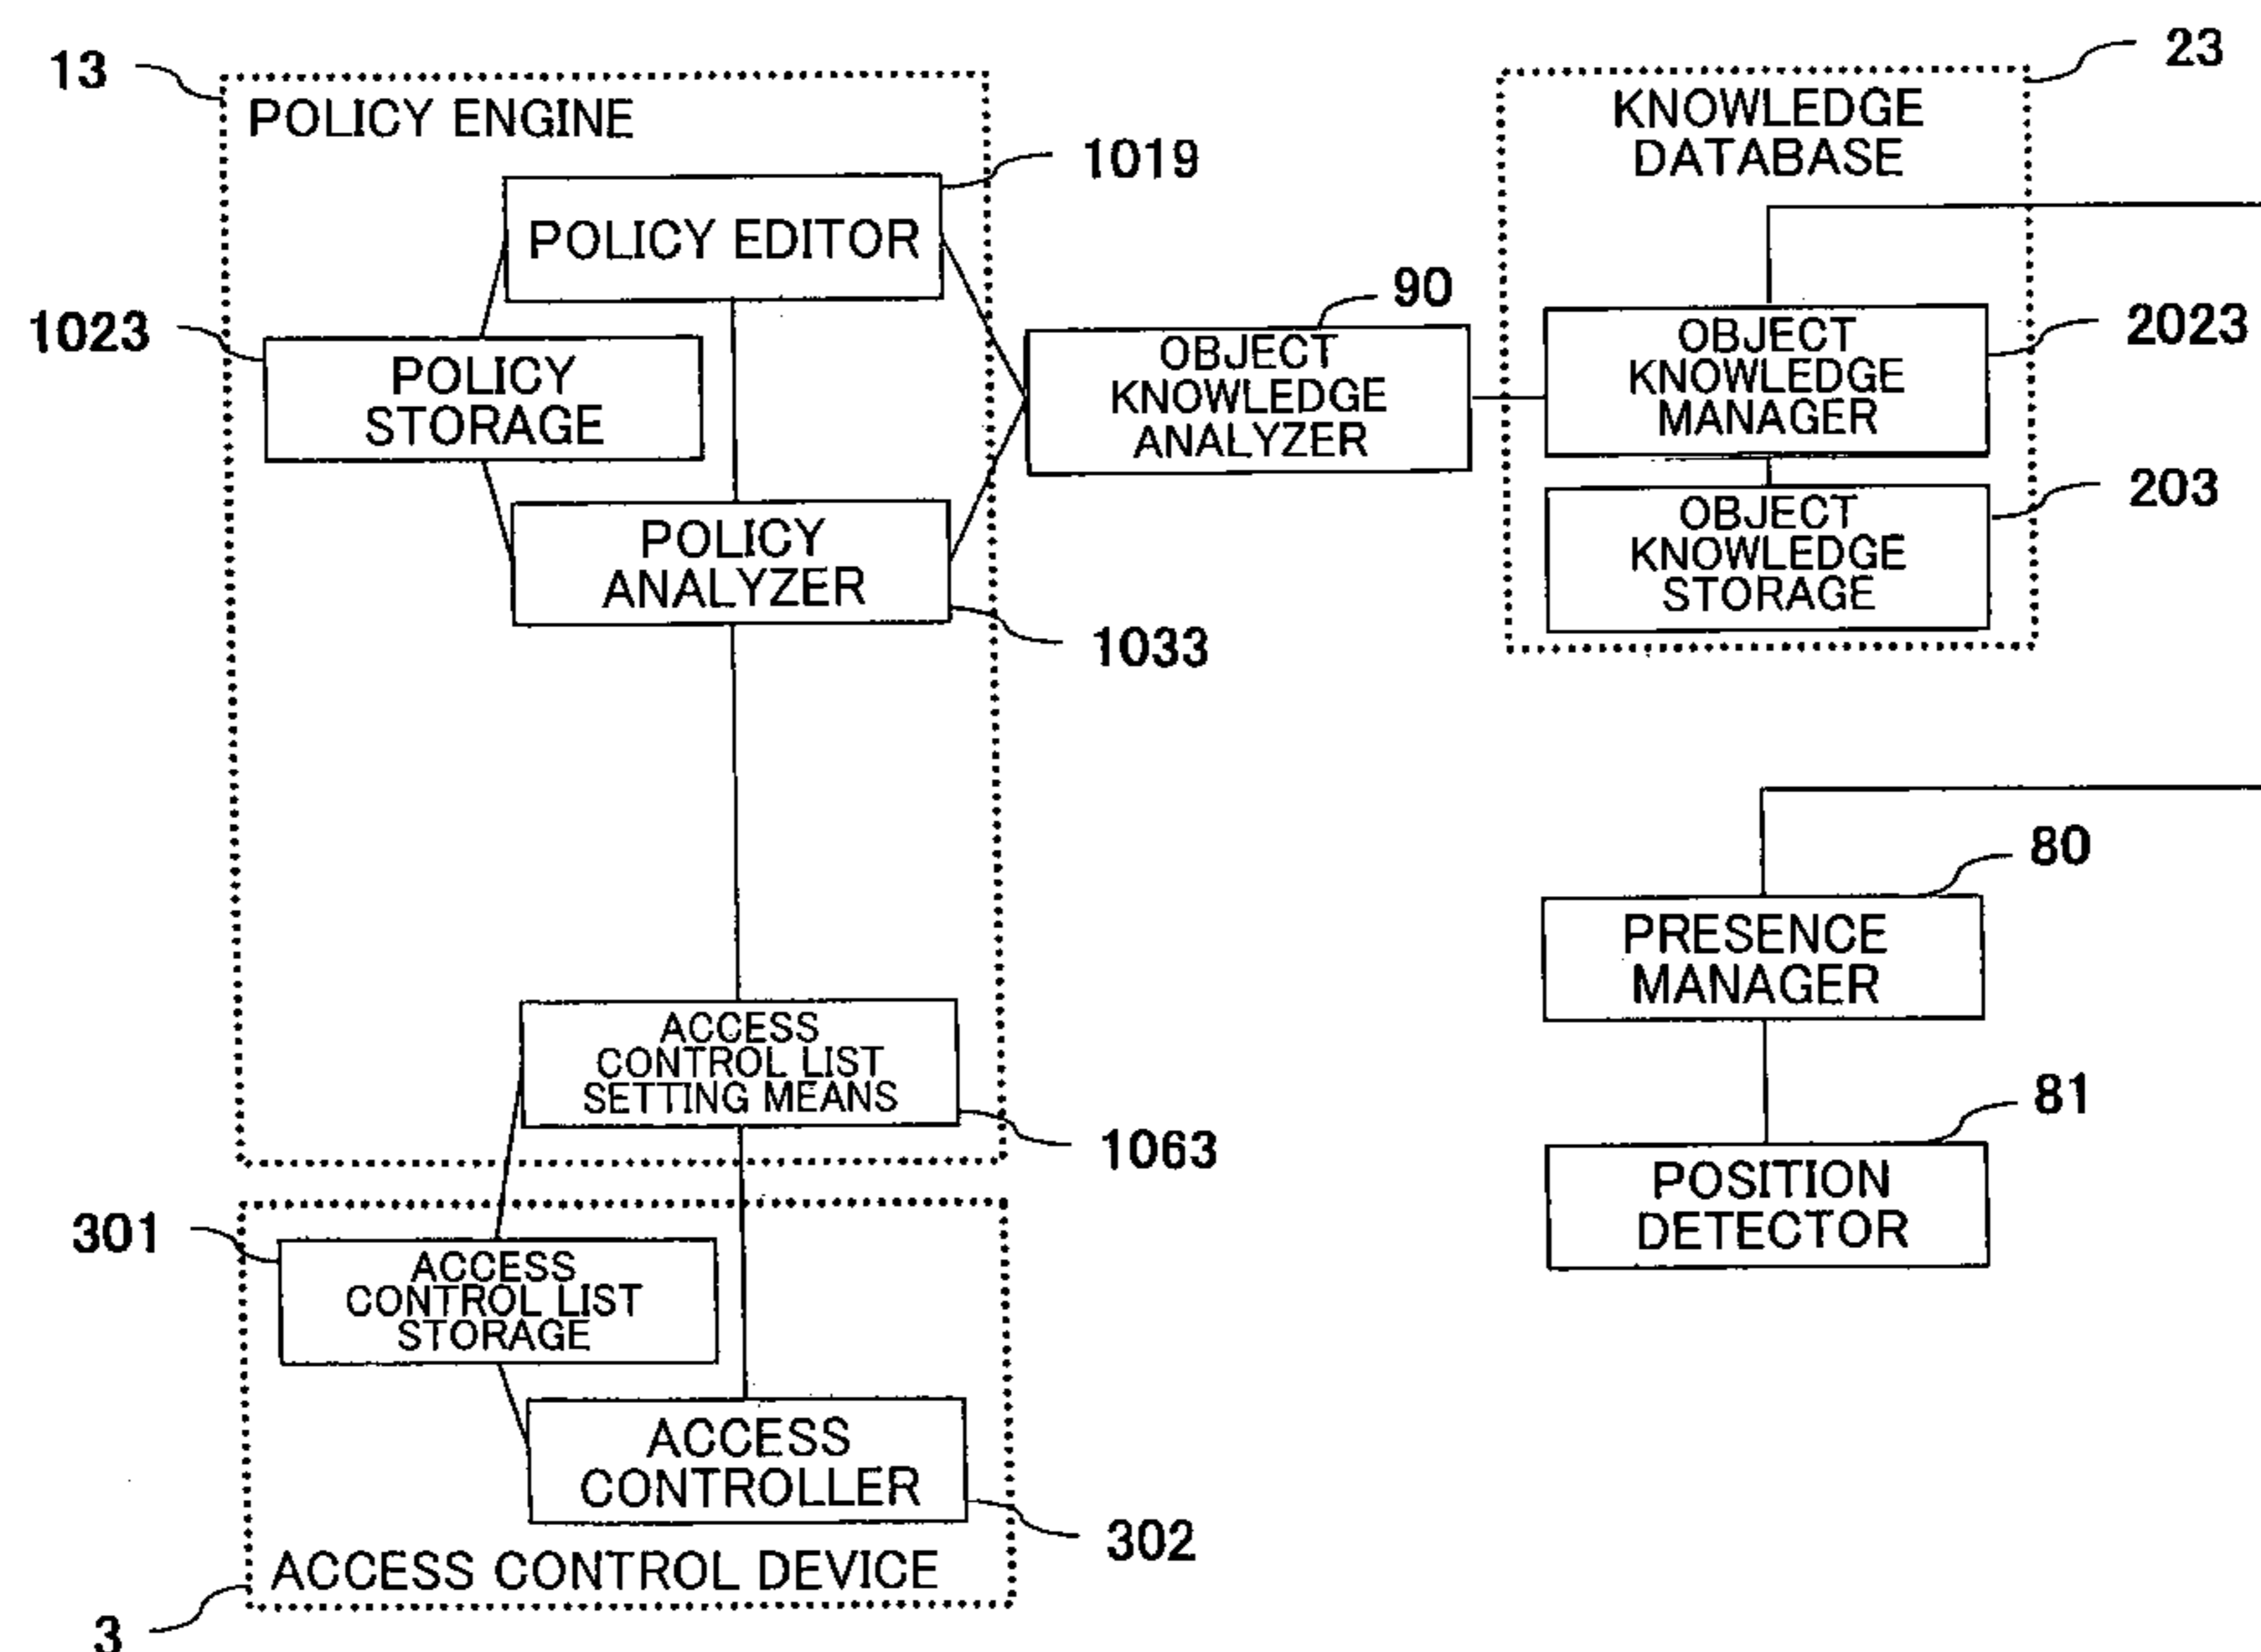 13
POLICY ENGINE
1019
POLICY EDITOR
1023
POLICY
STORAGE
POLICY
ANALYZER
1033
90
OBJECT
KNOWLEDGE
ANALYZER
23
KNOWLEDGE
DATABASE
OBJECT
KNOWLEDGE
MANAGER
2023
OBJECT
KNOWLEDGE
STORAGE
203
80
PRESENCE
MANAGER
81
POSITION
DETECTOR
ACCESS
CONTROL LIST
SETTING MEANS
1063
301
ACCESS
CONTROL LIST
STORAGE
ACCESS
CONTROLLER
302
ACCESS CONTROL DEVICE
3